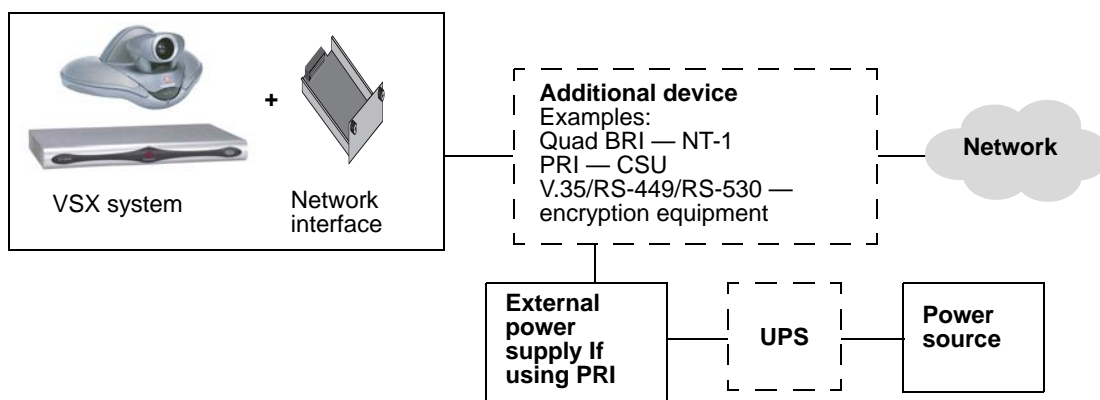 +
VSX system
Network
interface
Additional device
Examples:
Quad BRI — NT-1
PRI — CSU
V.35/RS-449/RS-530 —
encryption equipment
Network
External
power
supply If
using PRI
UPS
Power
source